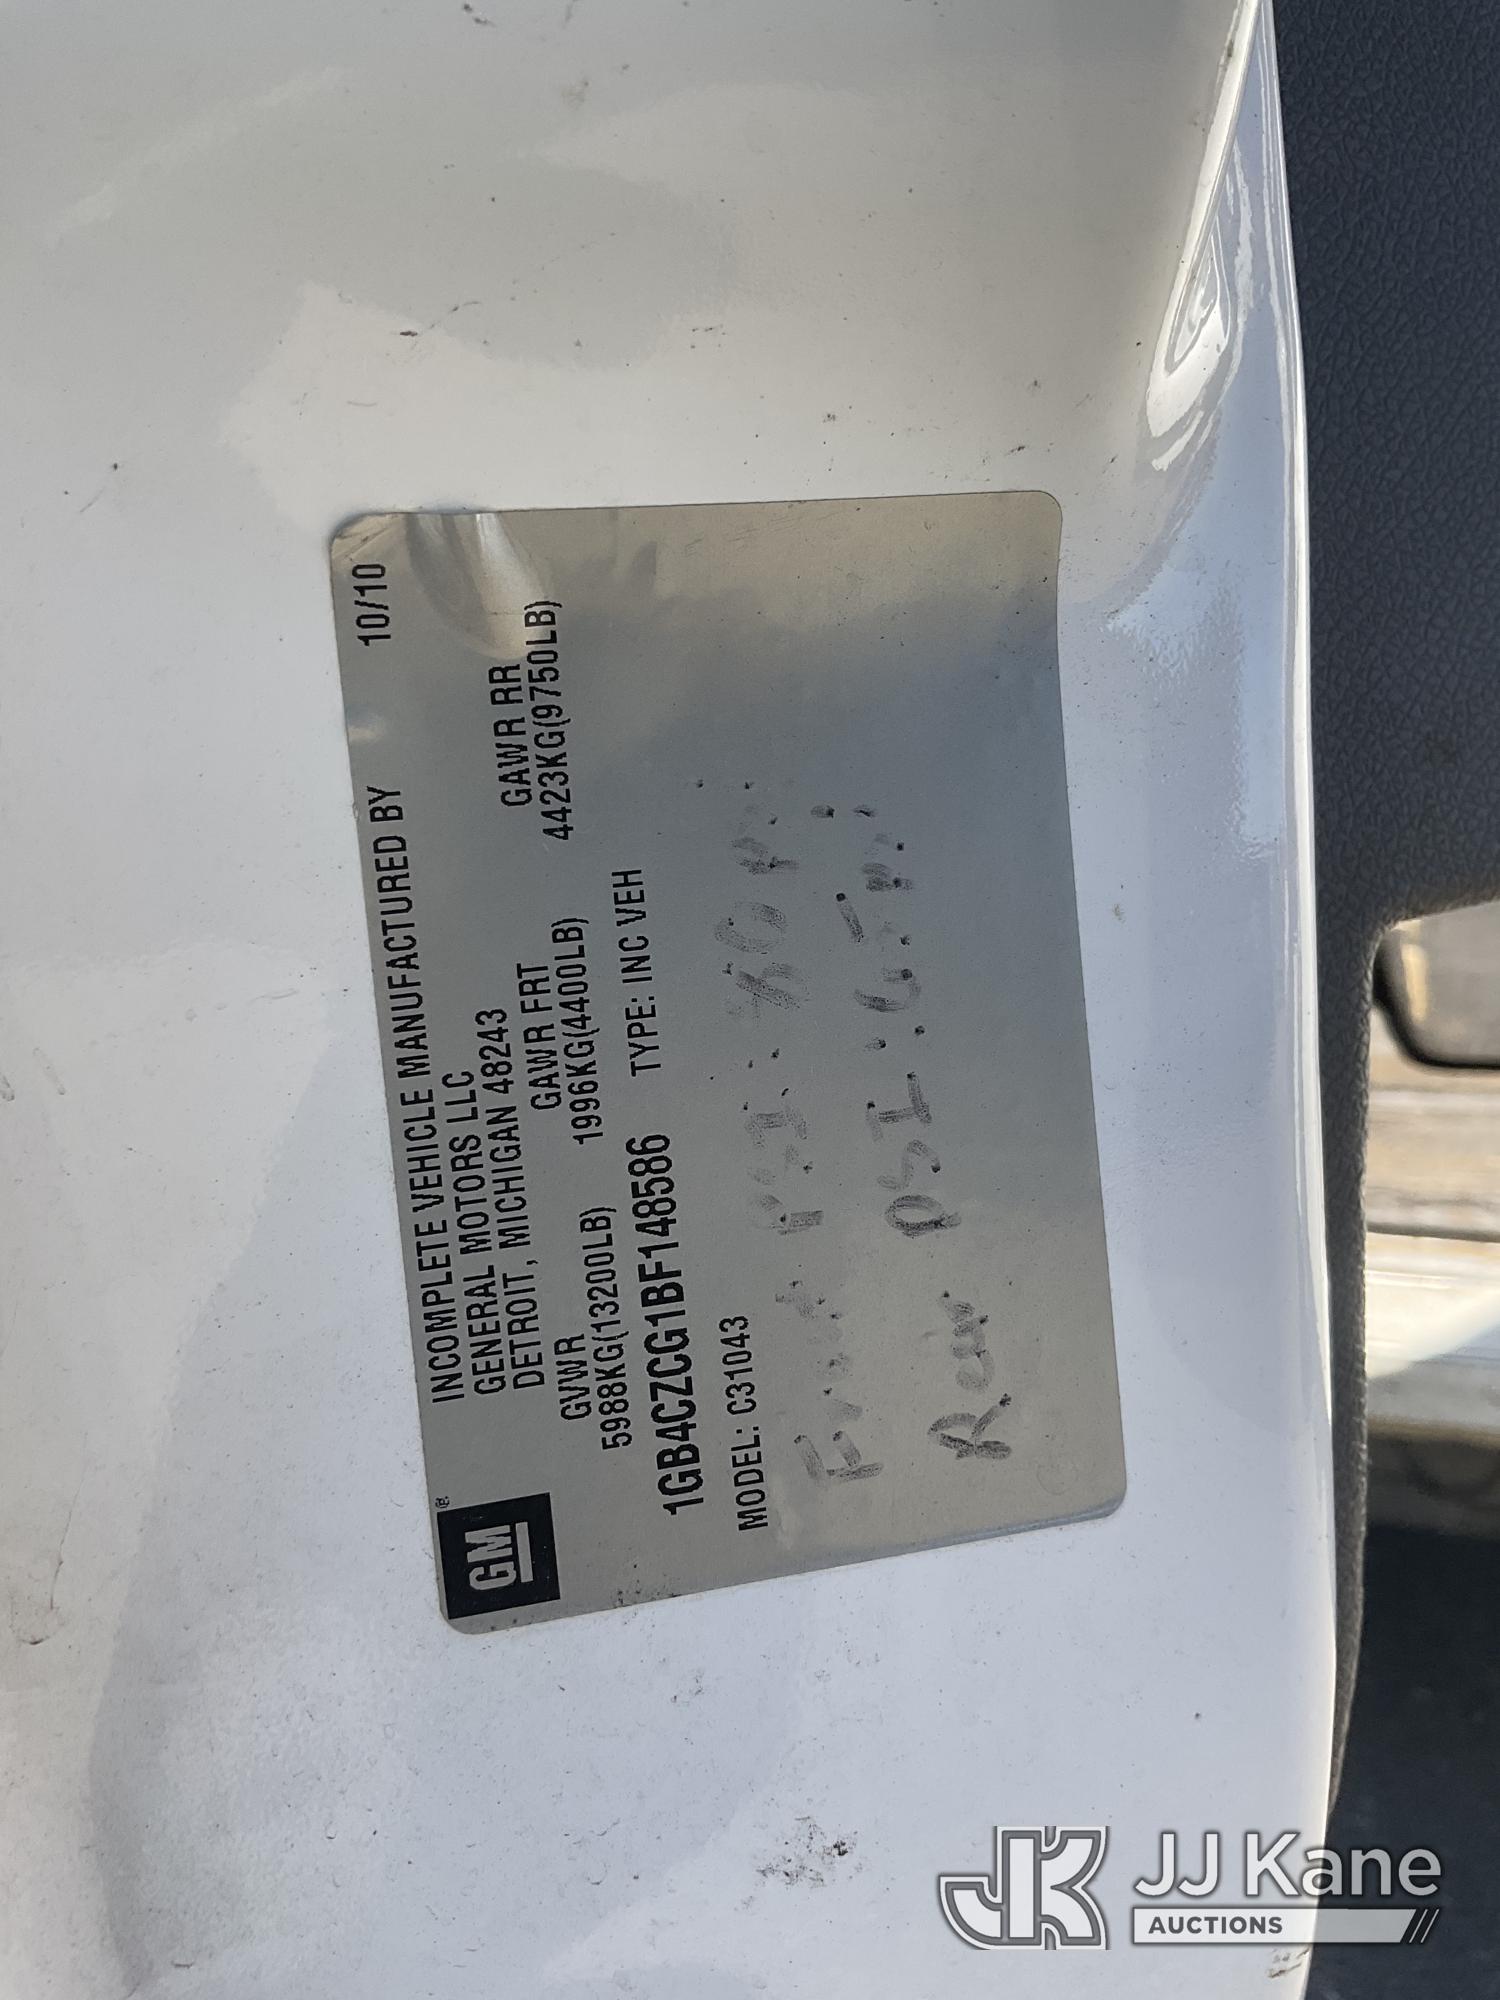 INCOMPLETE VEHICLE MANUFACTURED BY 10/10
GENERAL MOTORS LLC
DETROIT, MICHIGAN 48243
GM®
GVWR GAWR FRT GAWR RR
5988KG(13200LB) 1996KG(4400LB) 4423KG(9750LB)
1GB4CZCG1BF148586 TYPE: INC VEH
MODEL: C31043
Front PSI: 80
Rear PSI: 65
JJ Kane
AUCTIONS